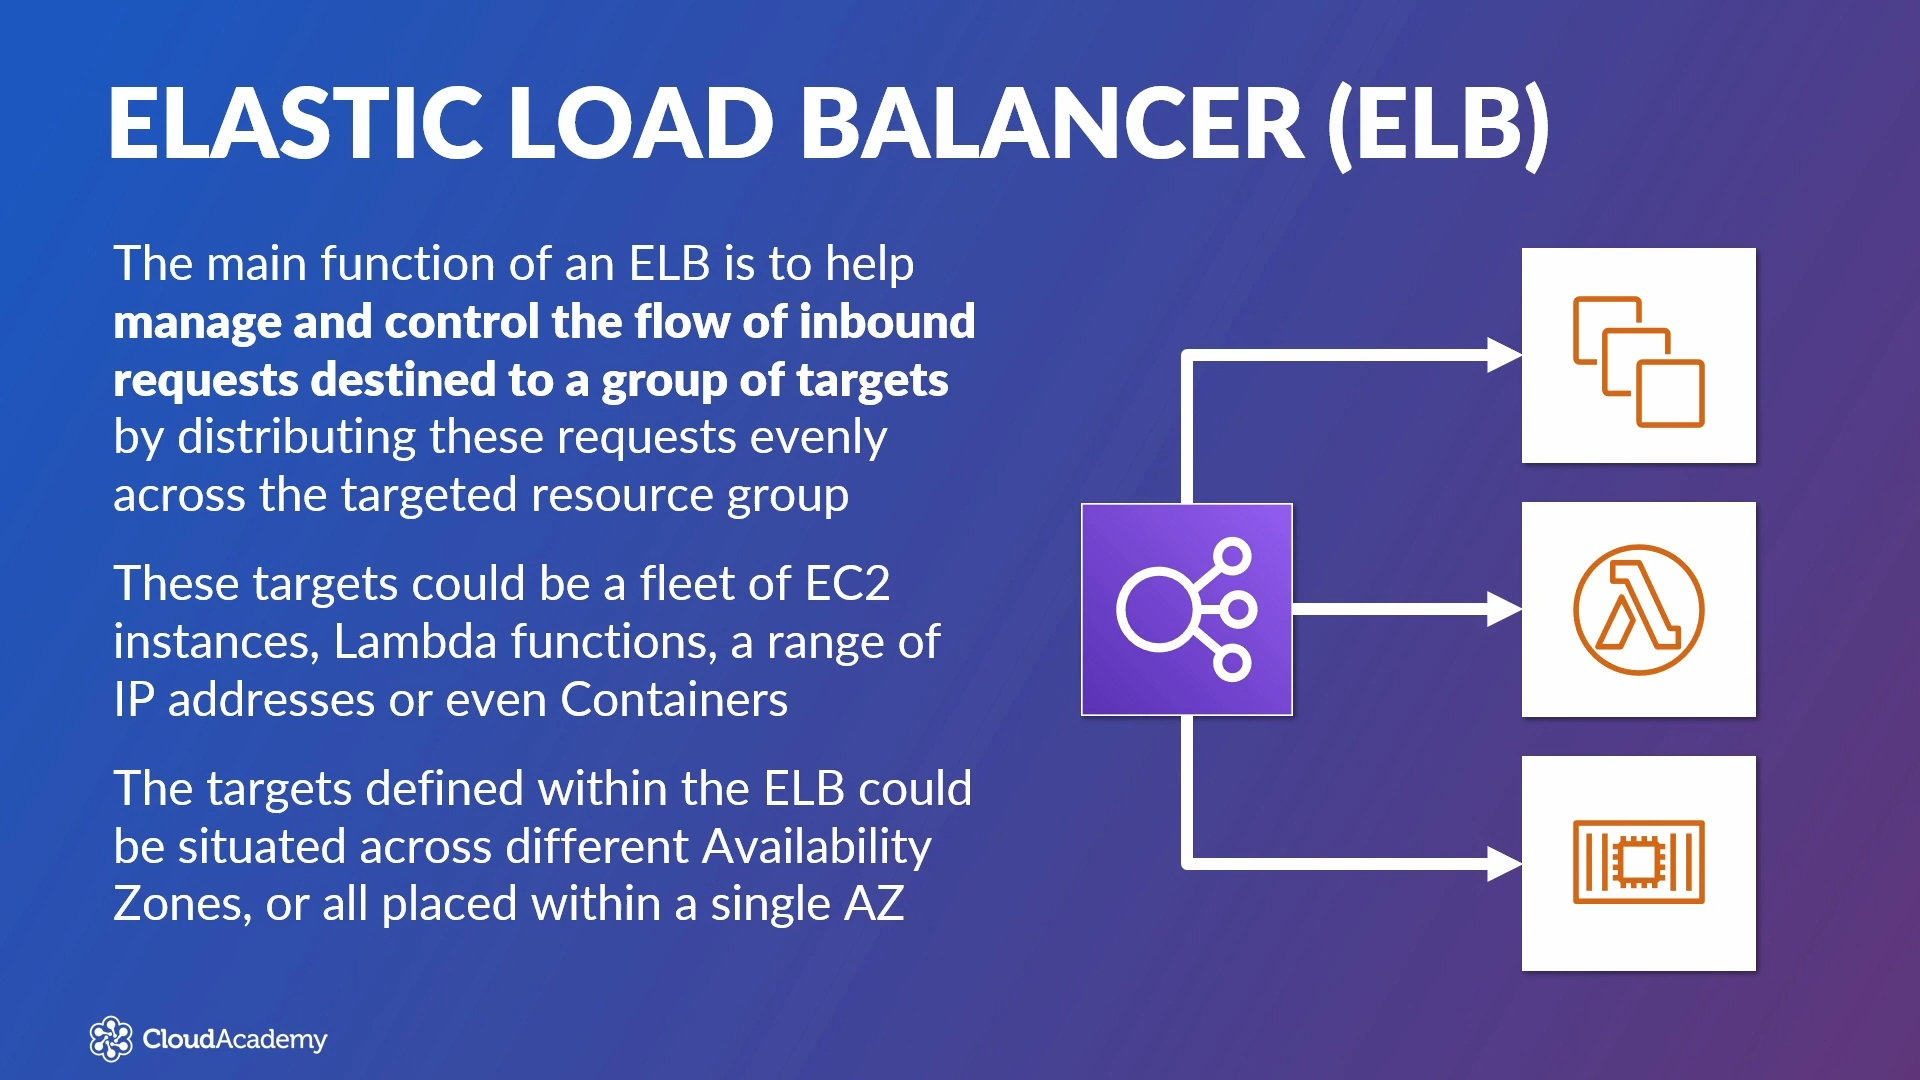 ELASTIC LOAD BALANCER (ELB)
The main function of an ELB is to help
manage and control the flow of inbound
requests destined to a group of targets
by distributing these requests evenly
across the targeted resource group
These targets could be a fleet of EC2
instances, Lambda functions, a range of
IP addresses or even Containers
The targets defined within the ELB could
be situated across different Availability
Zones, or all placed within a single AZ
CloudAcademy